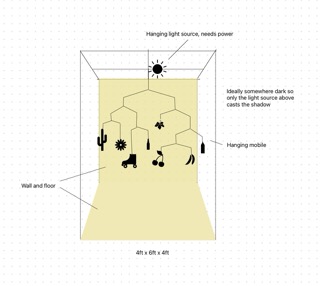 Hanging light source, needs power
Ideally somewhere dark so
only the light source above
casts the shadow
Hanging mobile
Wall and floor
4ft x 6ft x 4ft